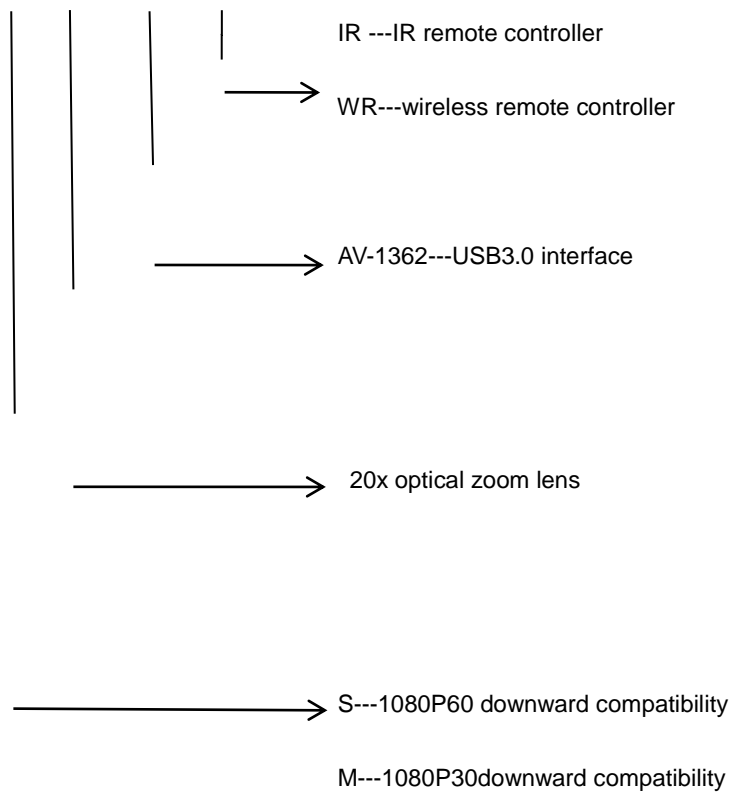 IR ---IR remote controller
WR---wireless remote controller
AV-1362---USB3.0 interface
20x optical zoom lens
S---1080P60 downward compatibility
M---1080P30downward compatibility